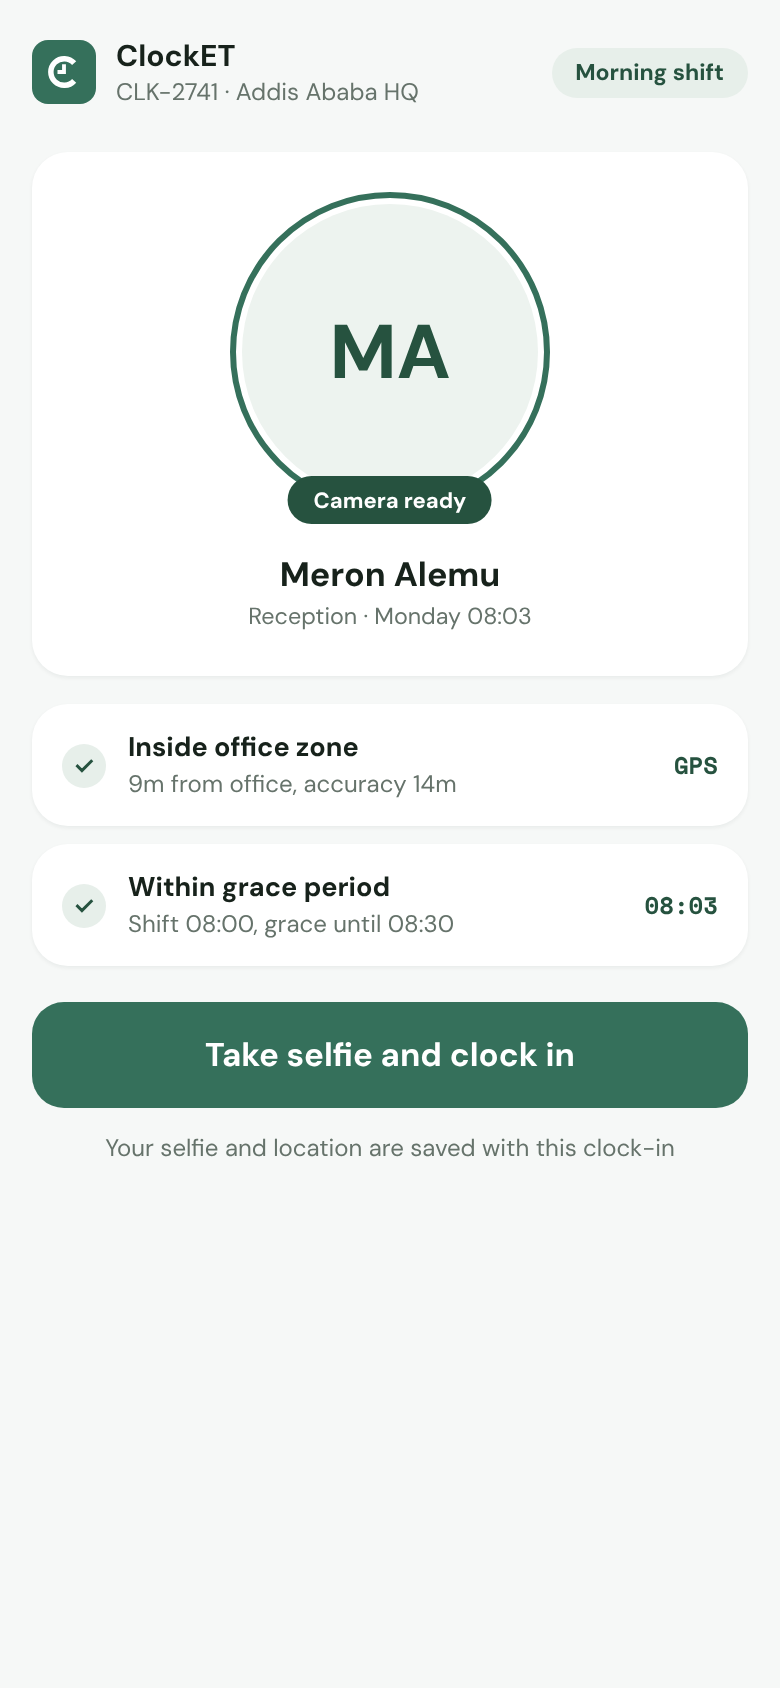 ClockET
CLK-2741 · Addis Ababa HQ
Morning shift
MA
Camera ready
Meron Alemu
Reception · Monday 08:03
Inside office zone
9m from office, accuracy 14m
GPS
Within grace period
Shift 08:00, grace until 08:30
08:03
Take selfie and clock in
Your selfie and location are saved with this clock-in